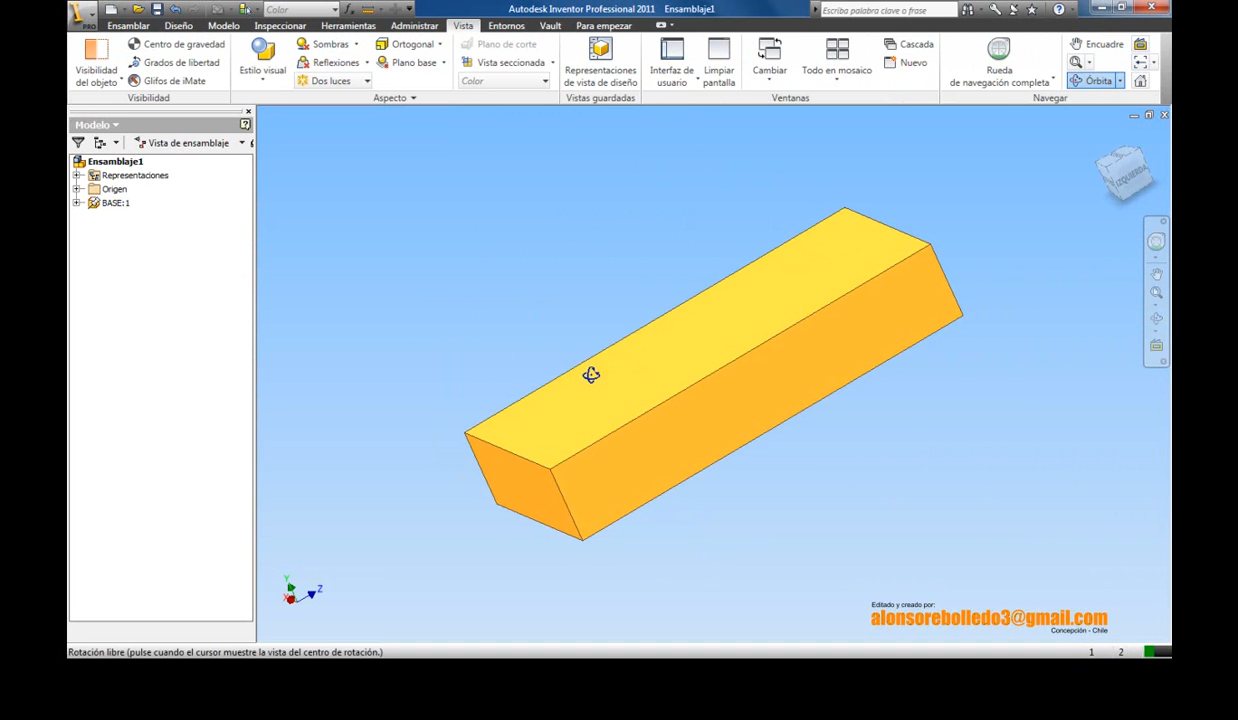 Autodesk Inventor Professional 2011 Ensamblaje1
Color
Escriba palabra clave o frase
PRO
Ensamblar Diseño Modelo Inspeccionar Herramientas Administrar Vista Entornos Vault Para empezar
Visibilidad del objeto
Centro de gravedad
Grados de libertad
Glifos de iMate
Visibilidad
Estilo visual
Sombras
Reflexiones
Dos luces
Ortogonal
Plano base
Aspecto
Plano de corte
Vista seccionada
Color
Representaciones
de vista de diseño
Vistas guardadas
Interfaz de
usuario
Limpiar
pantalla
Cambiar
Todo en mosaico
Cascada
Nuevo
Ventanas
Rueda
de navegación completa
Encuadre
Órbita
Navegar
Modelo
Vista de ensamblaje
Ensamblaje1
Representaciones
Origen
BASE:1
IZQUIERDA
Y
X
Z
Editado y creado por:
alonsorebolledo3@gmail.com
Concepción - Chile
Rotación libre (pulse cuando el cursor muestre la vista del centro de rotación.)
1 2